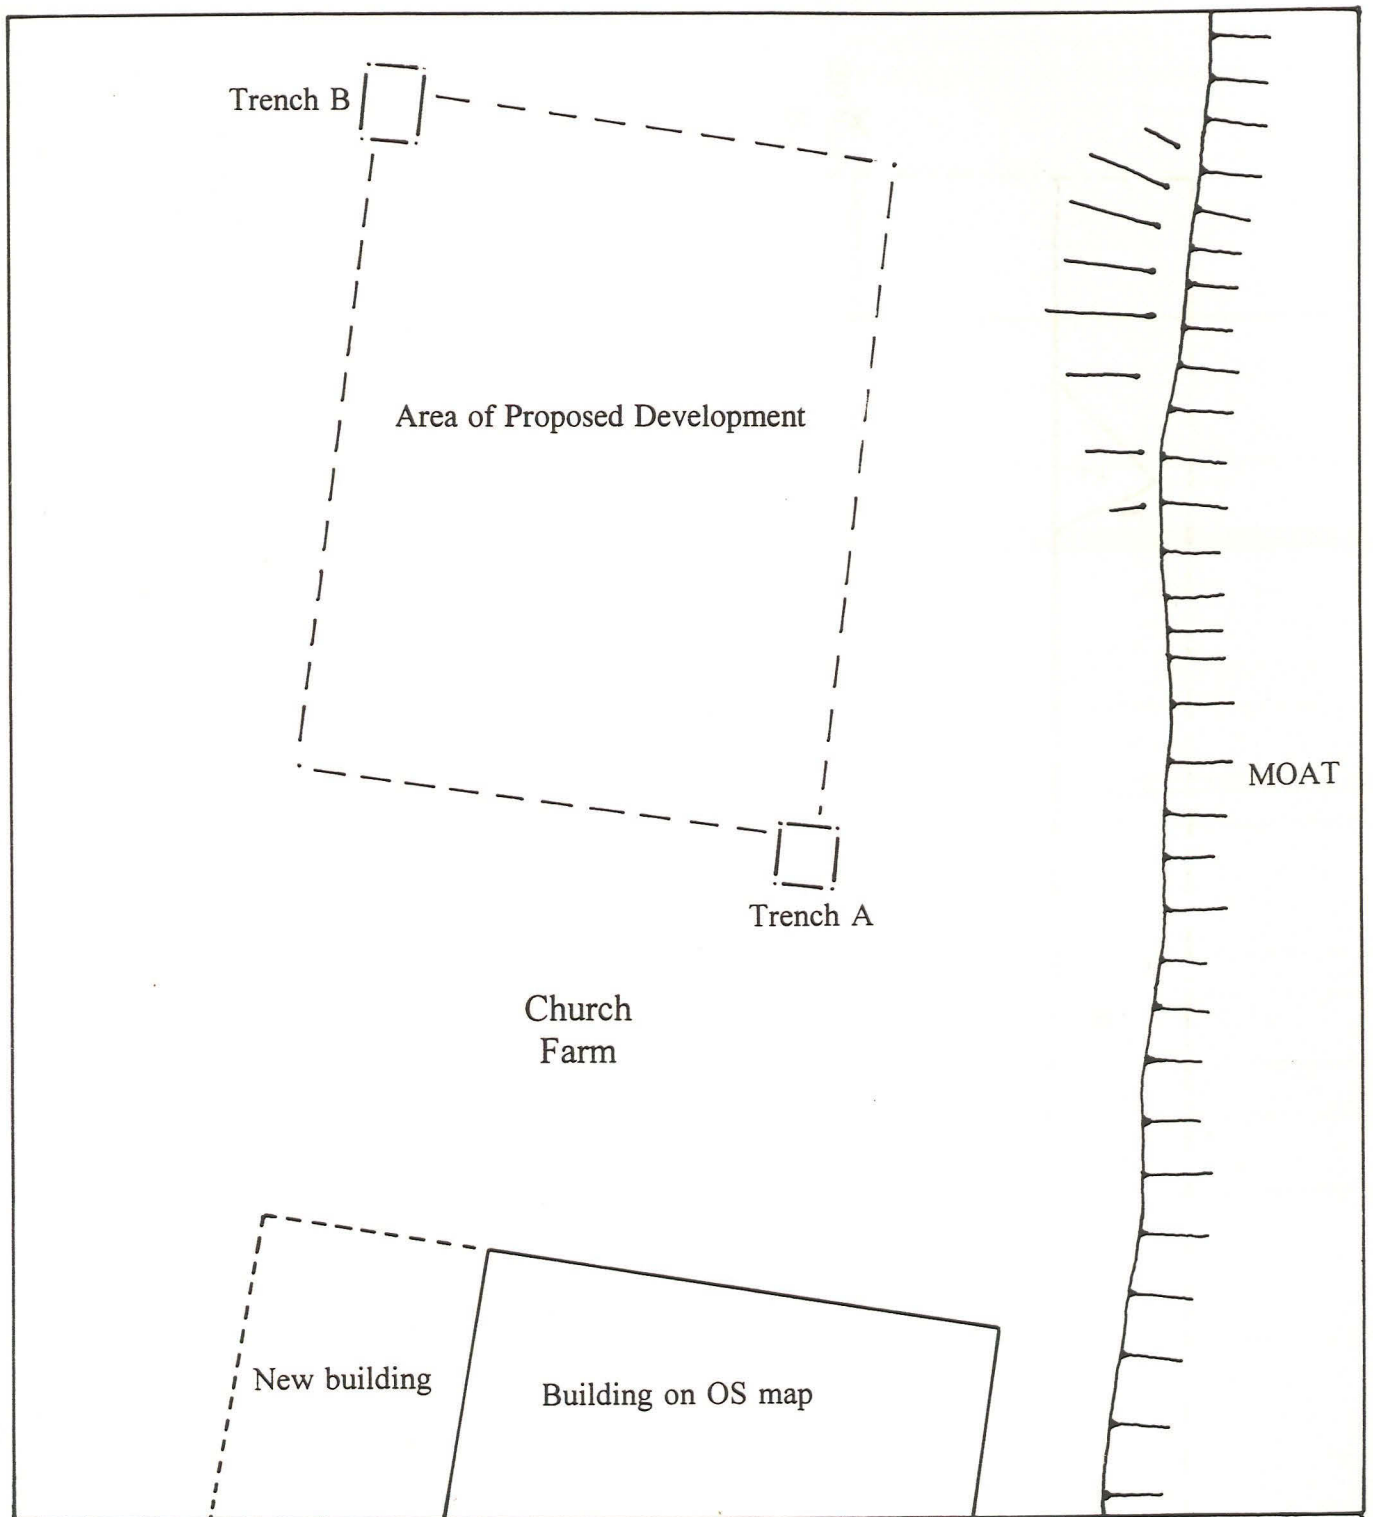 Trench B
Area of Proposed Development
MOAT
Trench A
Church
Farm
New building
Building on OS map